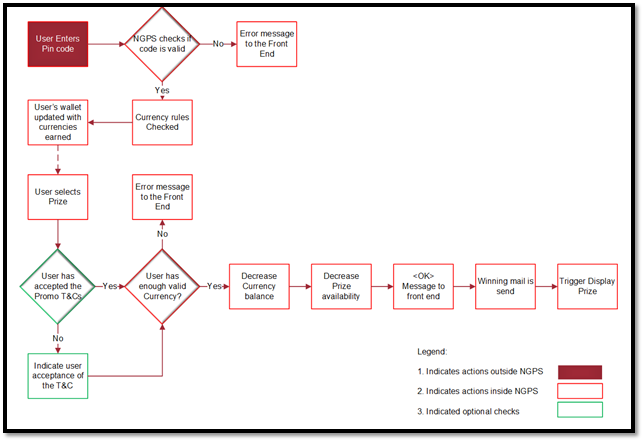 User Enters
Pin code
NGPS checks if
code is valid
No
Error message
to the Front
End
Yes
User's wallet
updated with
currencies
earned
Currency rules
Checked
User selects
Prize
Error message
to the Front
End
No
User has
accepted the
Promo T&Cs
Yes
User has
enough valid
Currency?
Yes
Decrease
Currency
balance
Decrease
Prize
availability
<OK>
Message to
front end
Winning mail is
send
Trigger Display
Prize
No
Indicate user
acceptance of
the T&C
Legend:
1. Indicates actions outside NGPS
2. Indicates actions inside NGPS
3. Indicated optional checks